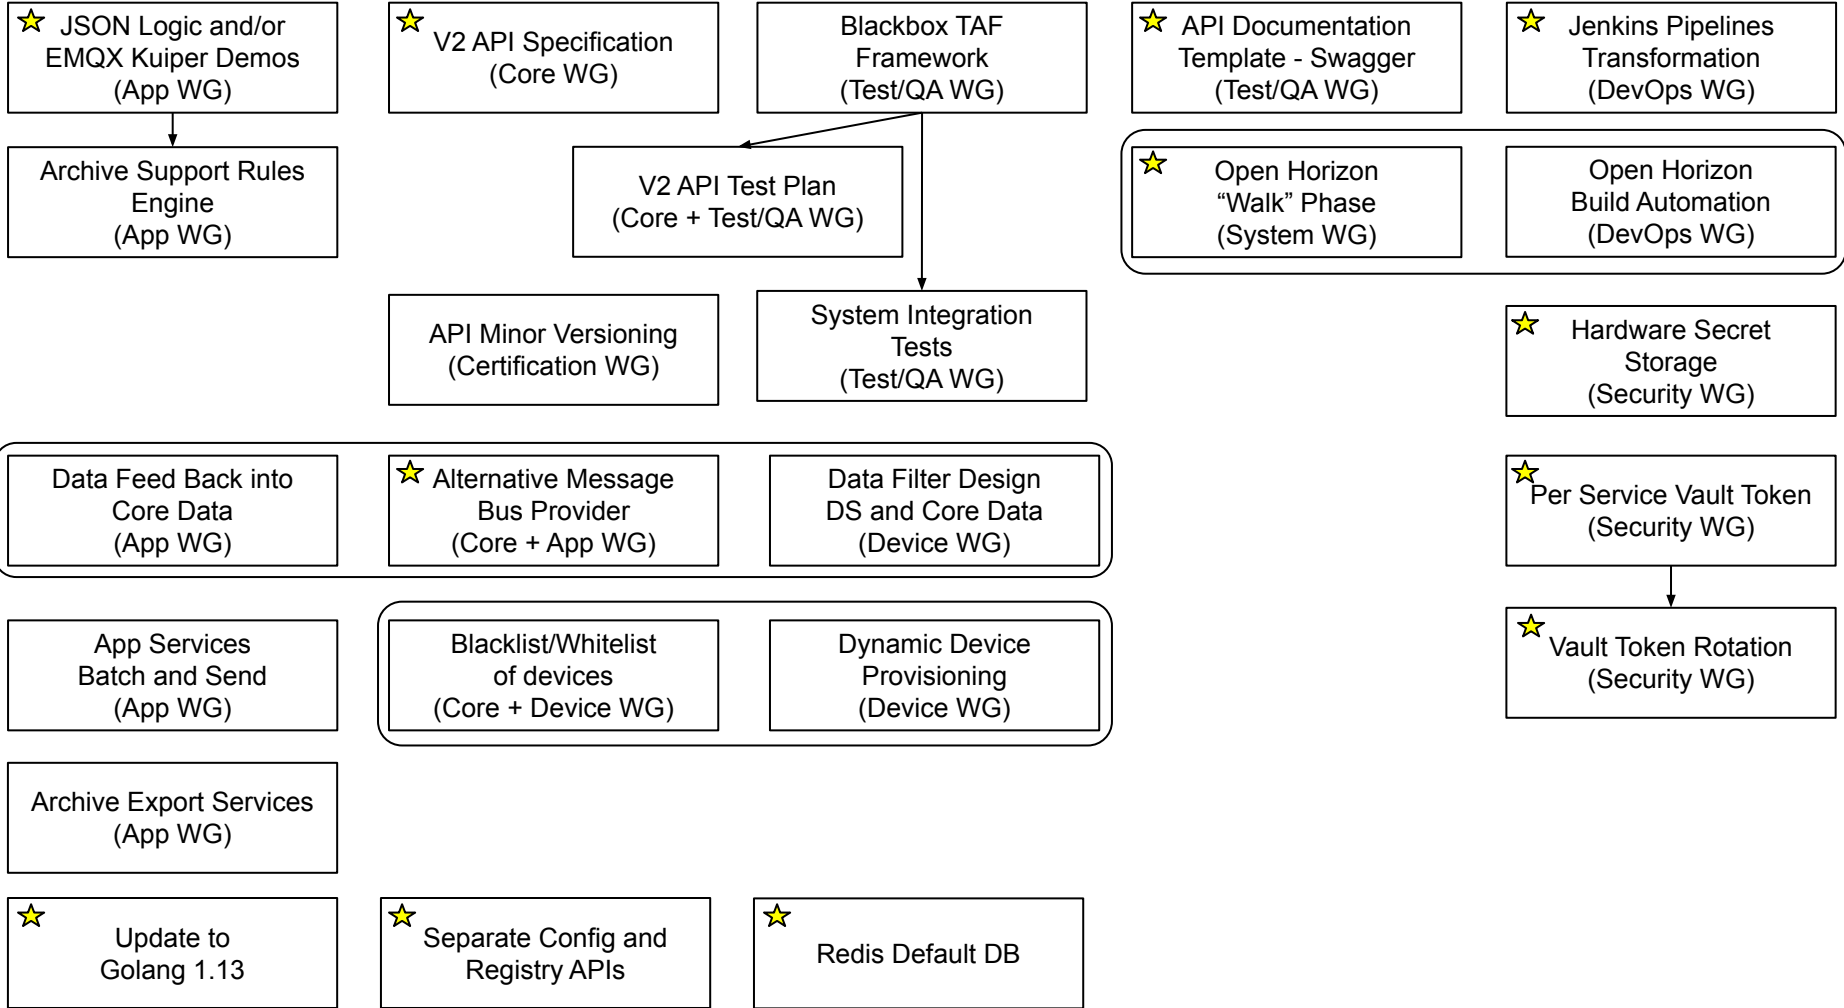 JSON Logic and/or
EMQX Kuiper Demos
(App WG)
V2 API Specification
(Core WG)
Blackbox TAF
Framework
(Test/QA WG)
API Documentation
Template - Swagger
(Test/QA WG)
Jenkins Pipelines
Transformation
(DevOps WG)
Archive Support Rules
Engine
(App WG)
V2 API Test Plan
(Core + Test/QA WG)
Open Horizon
“Walk” Phase
(System WG)
Open Horizon
Build Automation
(DevOps WG)
API Minor Versioning
(Certification WG)
System Integration
Tests
(Test/QA WG)
Hardware Secret
Storage
(Security WG)
Data Feed Back into
Core Data
(App WG)
Alternative Message
Bus Provider
(Core + App WG)
Data Filter Design
DS and Core Data
(Device WG)
Per Service Vault Token
(Security WG)
App Services
Batch and Send
(App WG)
Blacklist/Whitelist
of devices
(Core + Device WG)
Dynamic Device
Provisioning
(Device WG)
Vault Token Rotation
(Security WG)
Archive Export Services
(App WG)
Update to
Golang 1.13
Separate Config and
Registry APIs
Redis Default DB